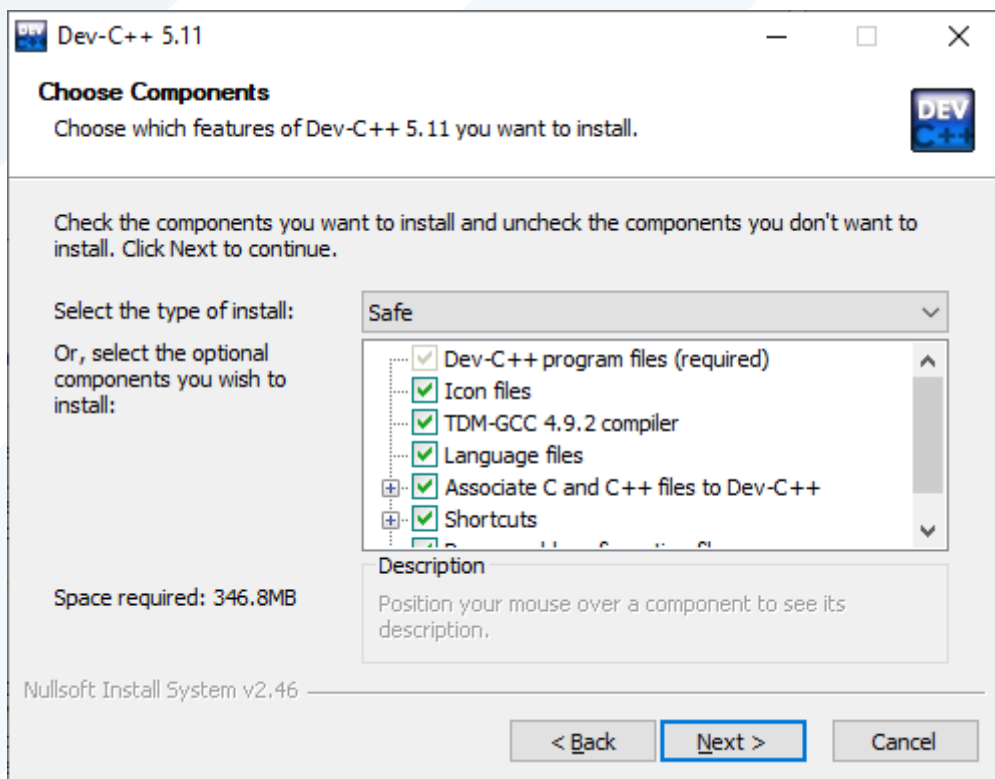 Dev-C++ 5.11
Choose Components
Choose which features of Dev-C++ 5.11 you want to install.
DEV
C++
Check the components you want to install and uncheck the components you don't want to
install. Click Next to continue.
Select the type of install:
Safe
Or, select the optional
components you wish to
install:
Dev-C++ program files (required)
Icon files
TDM-GCC 4.9.2 compiler
Language files
Associate C and C++ files to Dev-C++
Shortcuts
Space required: 346.8MB
Description
Position your mouse over a component to see its
description.
Nullsoft Install System v2.46
< Back
Next >
Cancel